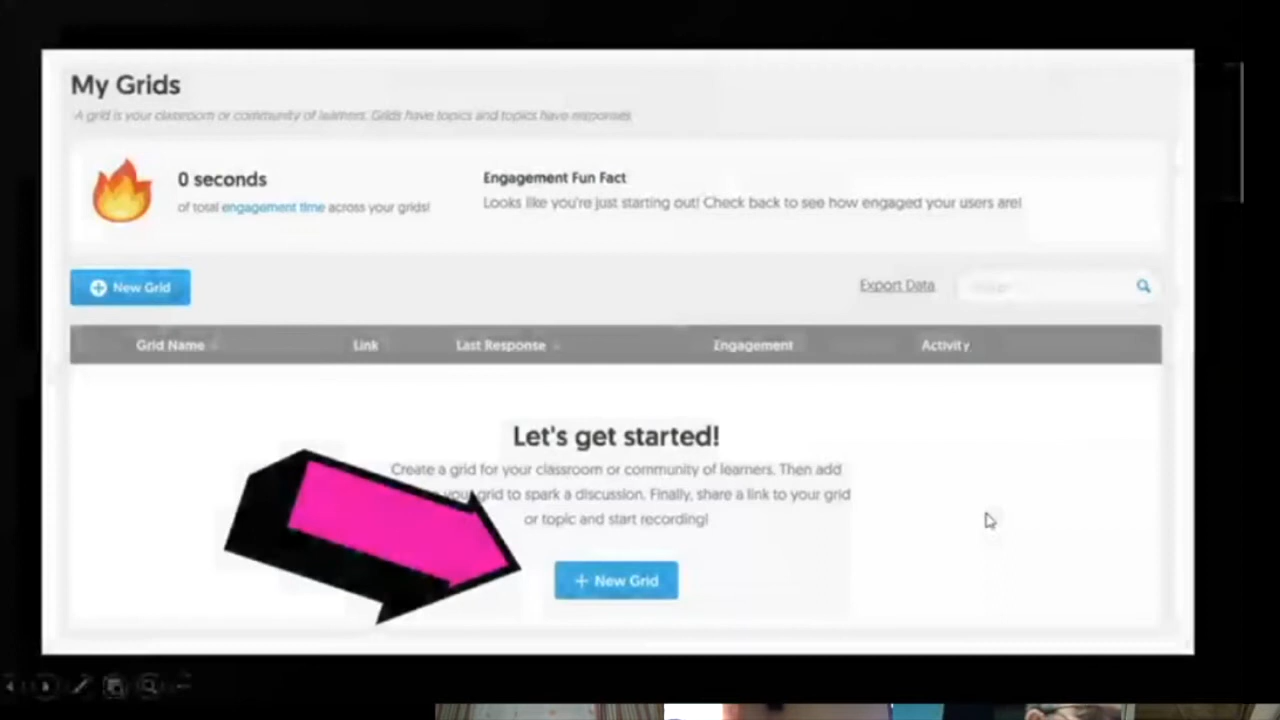 My Grids
A grid is your classroom or community of learners. Grids have topics and topics have responses
0 seconds
of total engagement time across your grids!
Engagement Fun Fact
Looks like you're just starting out! Check back to see how engaged your users are!
New Grid
Export Data
Grid Name Link Last Response Engagement Activity
Let's get started!
Create a grid for your classroom or community of learners. Then add
your grid to spark a discussion. Finally, share a link to your grid
or topic and start recording!
+ New Grid